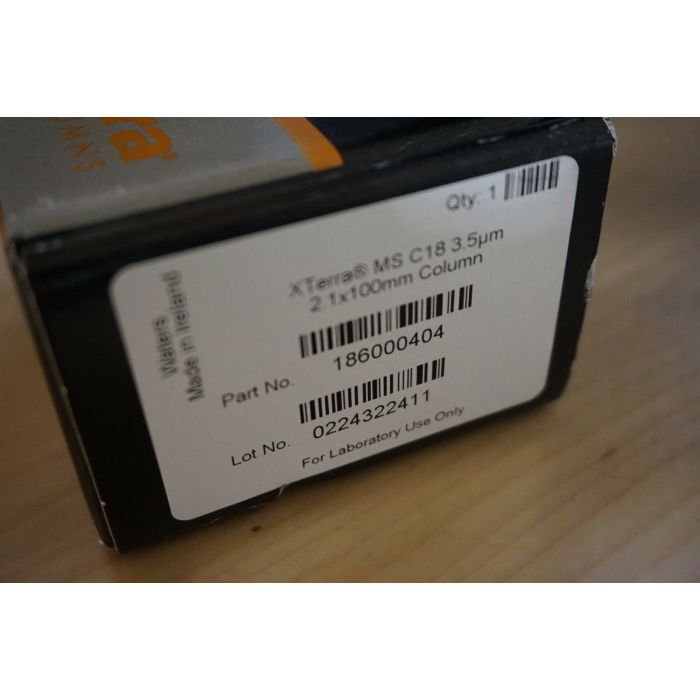 rra®
Qty: 1
XTerra® MS C18 3.5µm
2.1x100mm Column
Waters
Made in Ireland
Part No. 186000404
Lot No. 0224322411
For Laboratory Use Only